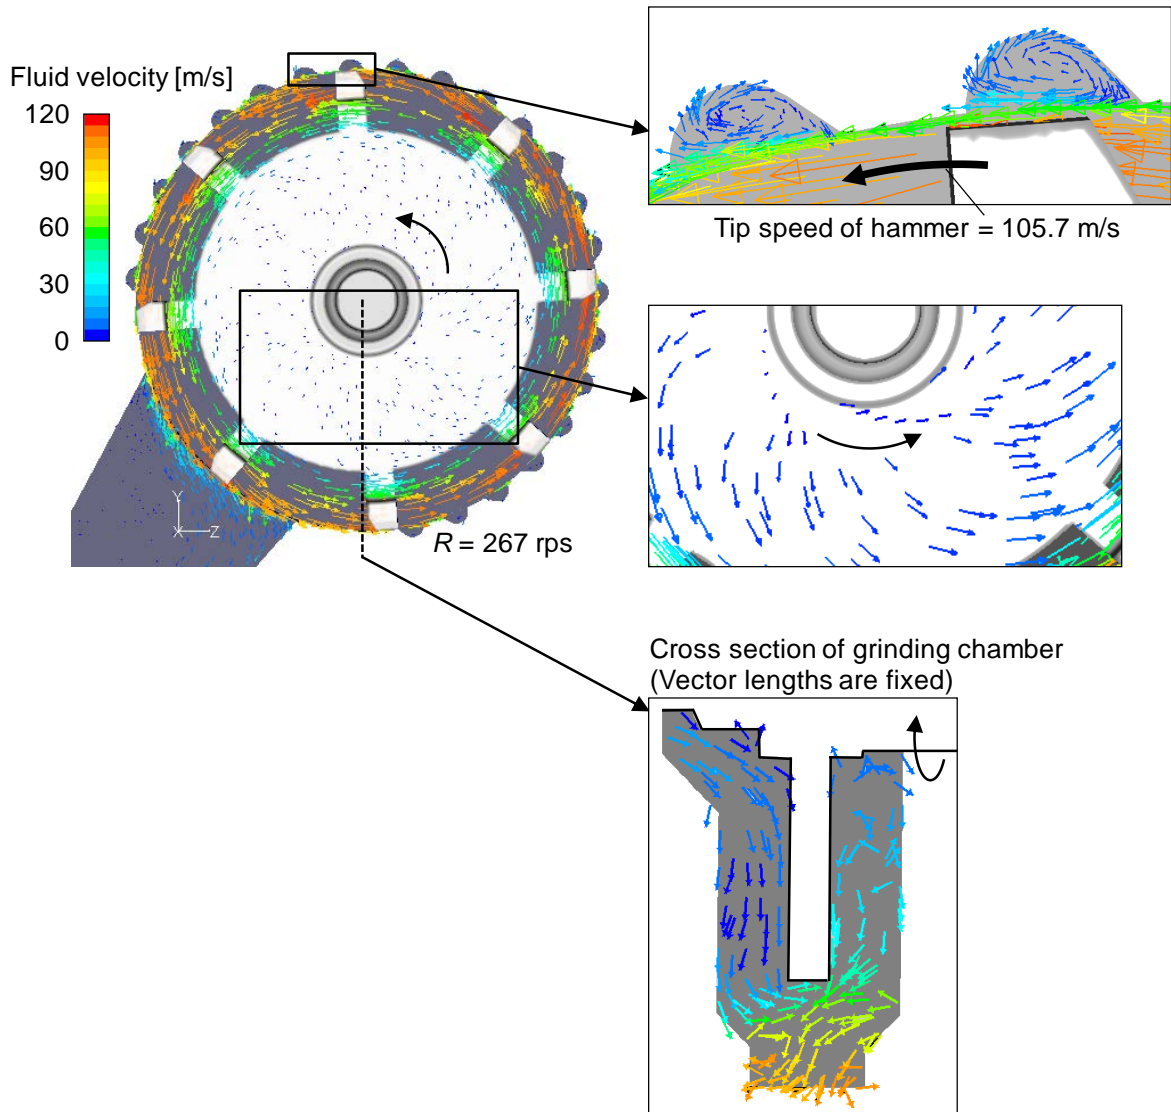 Fluid velocity [m/s]
120
90
60
30
0
Tip speed of hammer = 105.7 m/s
Y
X
Z
R = 267 rps
Cross section of grinding chamber
(Vector lengths are fixed)